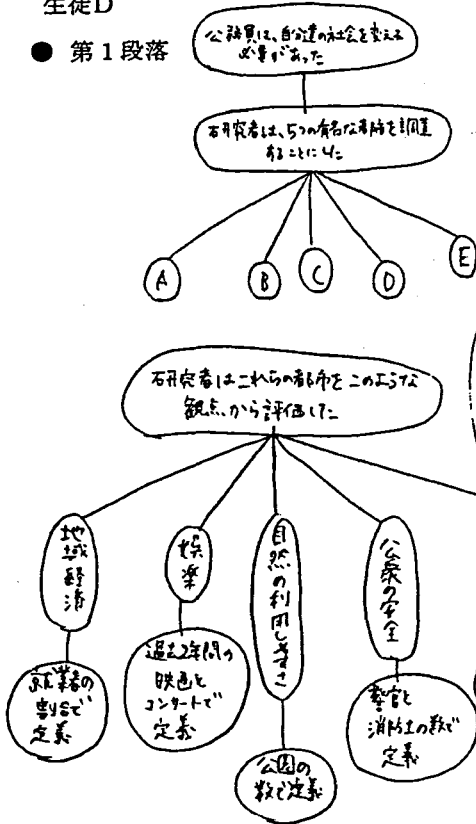 生徒D
● 第1段落
公務員は、自分達の社会を変える
必要があった
研究者は、5つの有名な都市を調査
することにした
A
B
C
D
E
研究者はこれらの都市をこのような
観点から評価した
地域経済
娯楽
自然の利用しやすさ
公衆の安全
就業者の
割合で
定義
過去2年間の
映画と
コンサートで
定義
公園の
数で定義
警官と
消防士の数で
定義